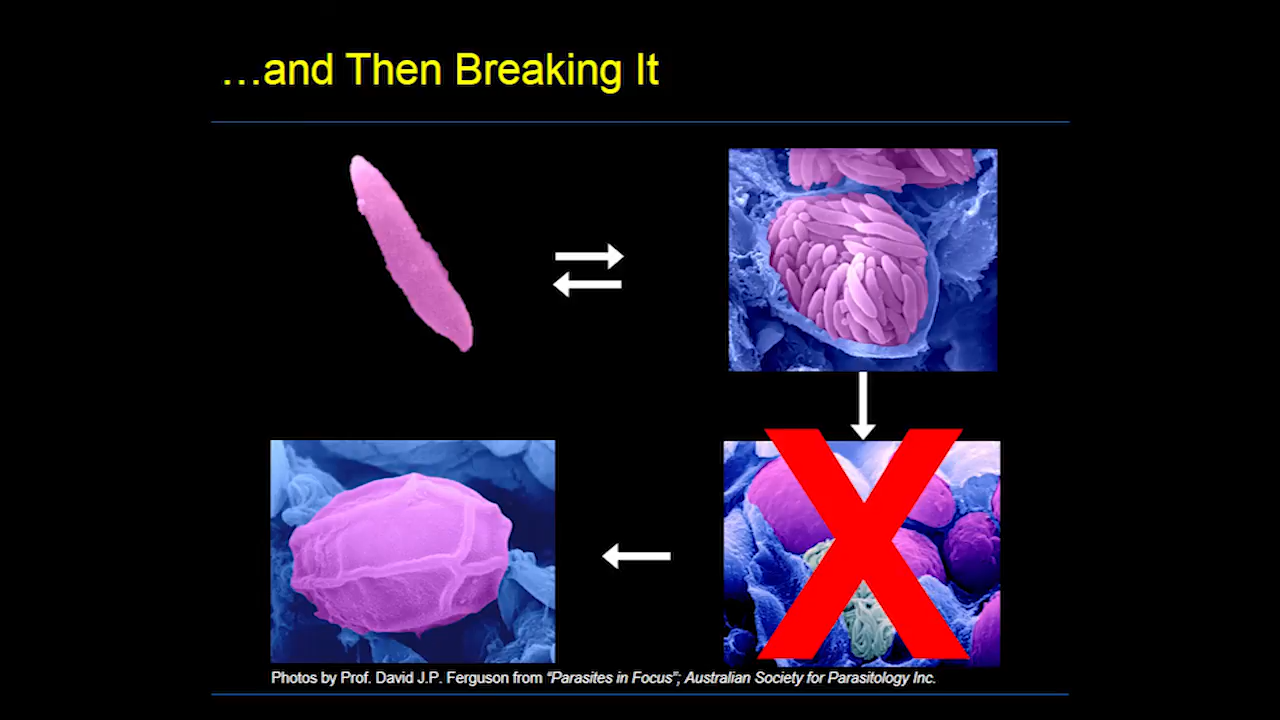 …and Then Breaking It
X
Photos by Prof. David J.P. Ferguson from “Parasites in Focus”; Australian Society for Parasitology Inc.